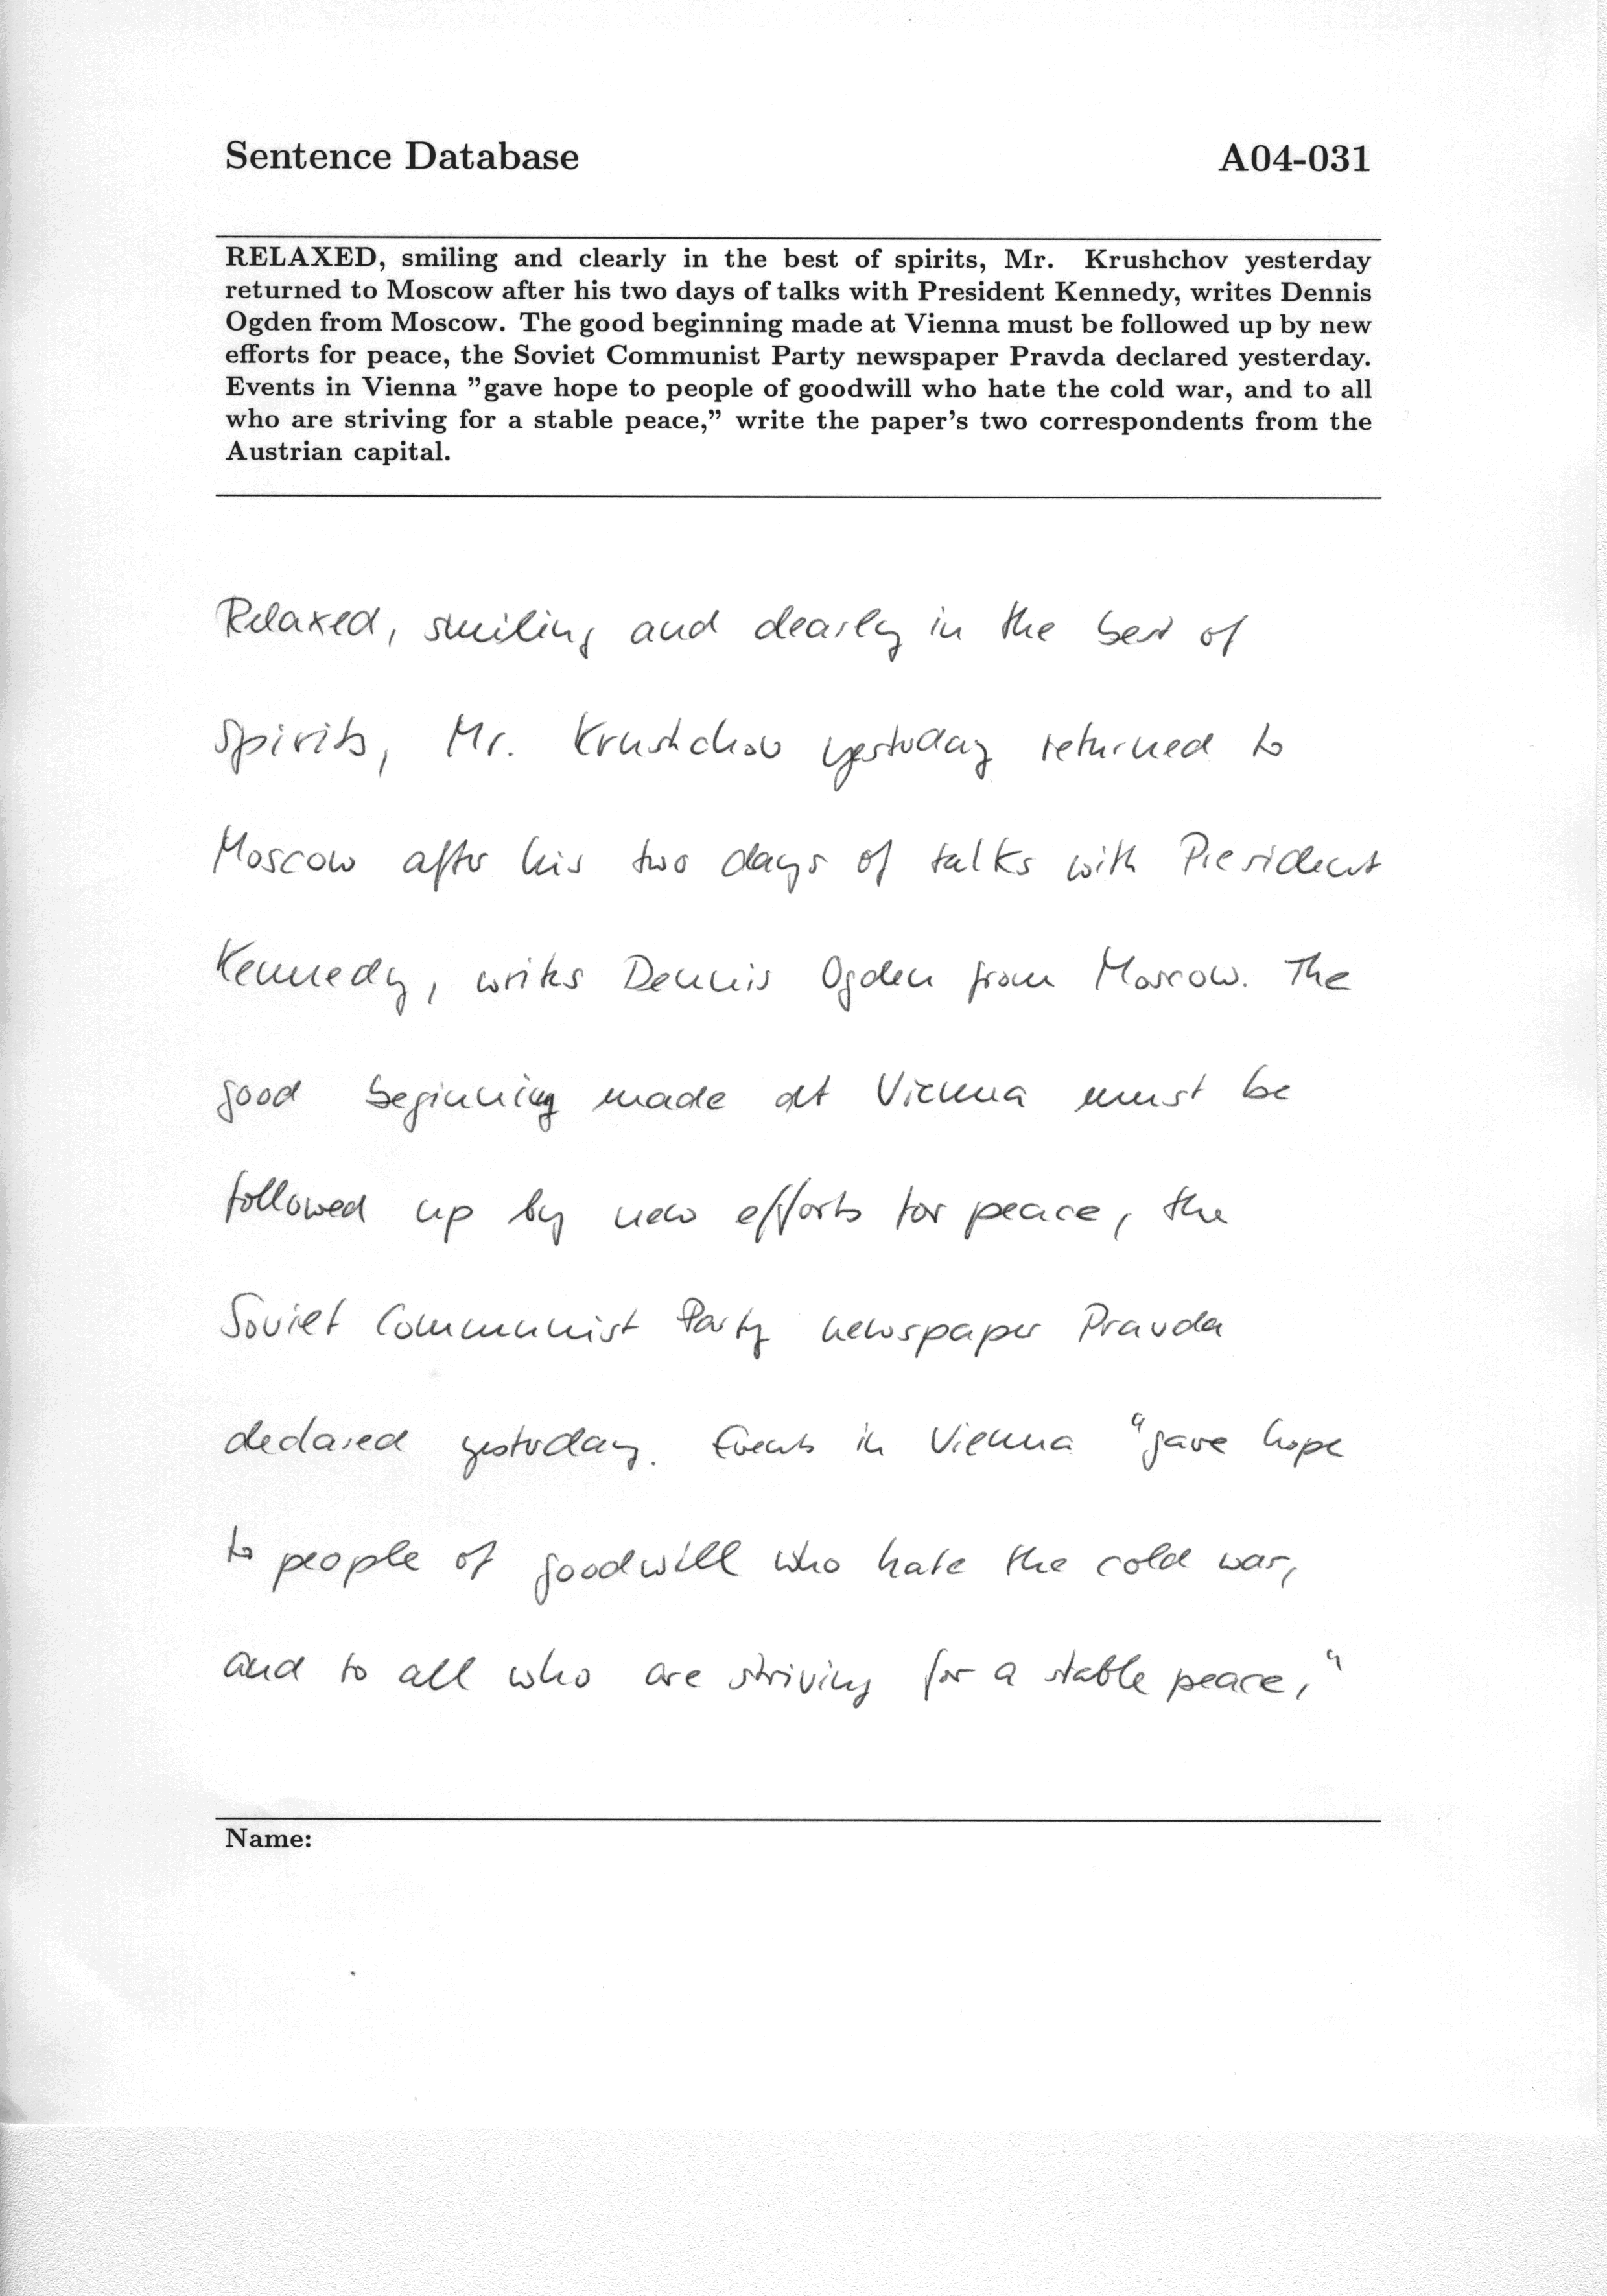 Sentence Database A04-031
RELAXED, smiling and clearly in the best of spirits, Mr. Krushchov yesterday
returned to Moscow after his two days of talks with President Kennedy, writes Dennis
Ogden from Moscow. The good beginning made at Vienna must be followed up by new
efforts for peace, the Soviet Communist Party newspaper Pravda declared yesterday.
Events in Vienna ”gave hope to people of goodwill who hate the cold war, and to all
who are striving for a stable peace,” write the paper's two correspondents from the
Austrian capital.
Relaxed, smiling and clearly in the best of
spirits, Mr. Krushchov yesterday returned to
Moscow after his two days of talks with President
Kennedy, writes Dennis Ogden from Moscow. The
good beginning made at Vienna must be
followed up by new efforts for peace, the
Soviet Communist Party newspaper Pravda
declared yesterday. Events in Vienna “gave hope
to people of goodwill who hate the cold war,
and to all who are striving for a stable peace,“
Name: